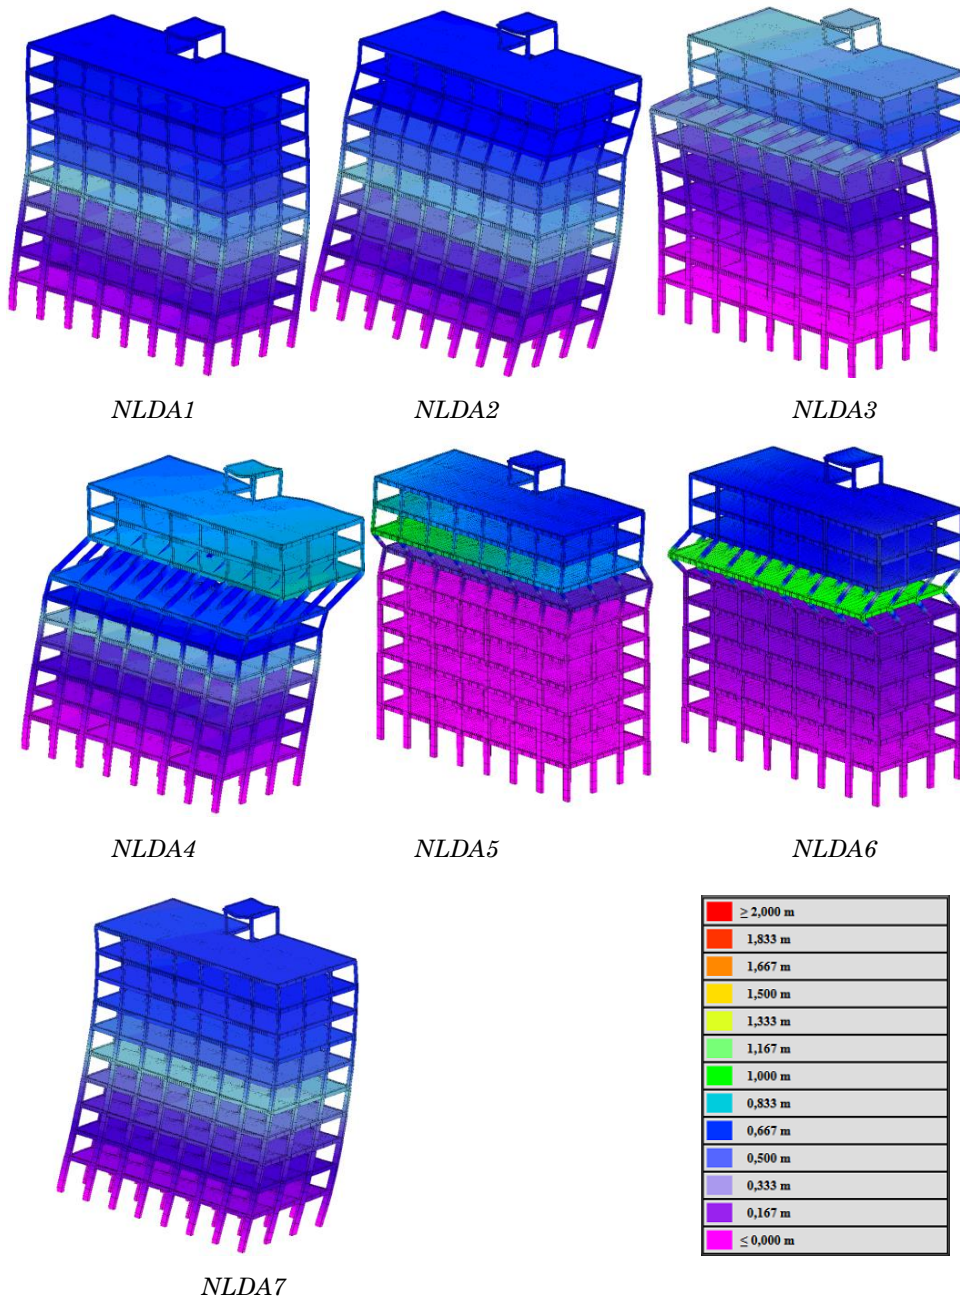 NLDA1
NLDA2
NLDA3
NLDA4
NLDA5
NLDA6
NLDA7
≥ 2,000 m
1,833 m
1,667 m
1,500 m
1,333 m
1,167 m
1,000 m
0,833 m
0,667 m
0,500 m
0,333 m
0,167 m
≤ 0,000 m